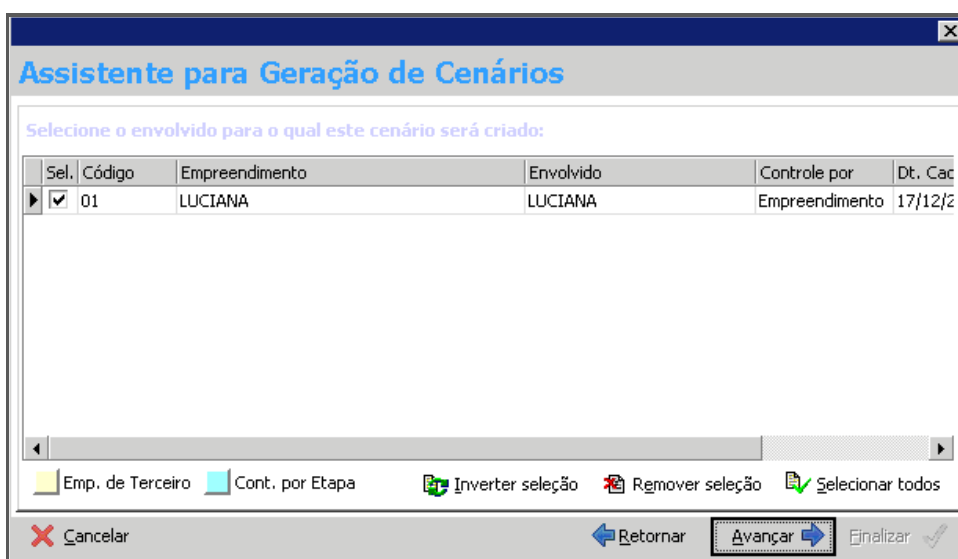 Assistente para Geração de Cenários
Selecione o envolvido para o qual este cenário será criado:
Sel. Código Empreendimento Envolvido Controle por Dt. Cad
01 LUCIANA LUCIANA Empreendimento 17/12/2
Emp. de Terceiro Cont. por Etapa Inverter seleção Remover seleção Selecionar todos
Cancelar Retornar Avançar Finalizar